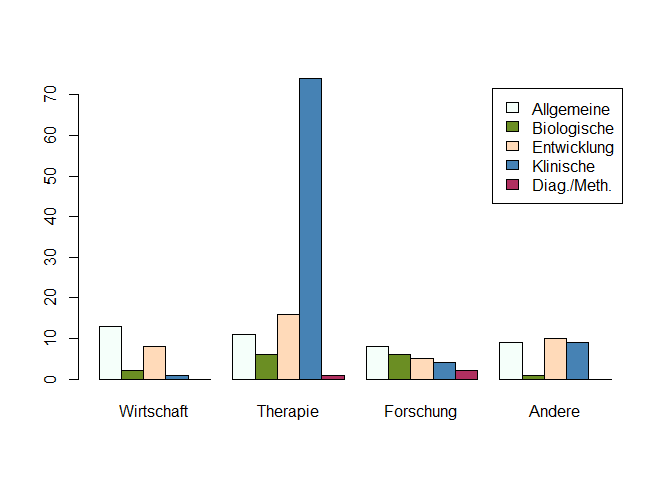 70
60
50
40
30
20
10
0
Allgemeine
Biologische
Entwicklung
Klinische
Diag./Meth.
Wirtschaft Therapie Forschung Andere